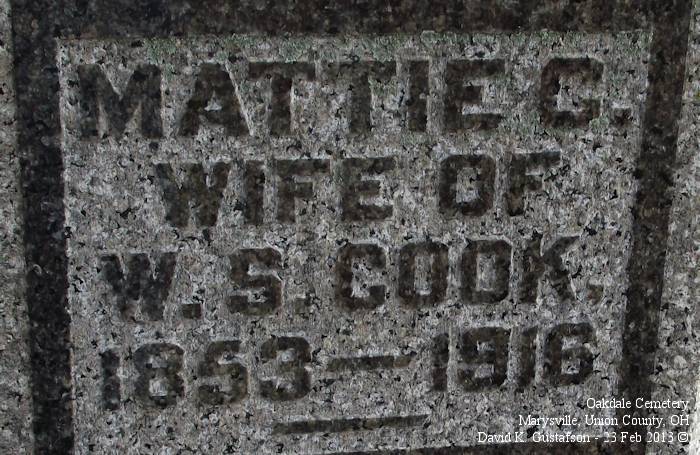 MATTIE C.
WIFE OF
W. S. COOK,
1853 — 1916
Oakdale Cemetery
Marysville, Union County, OH
David K. Gustafson - 23 Feb 2013 ©